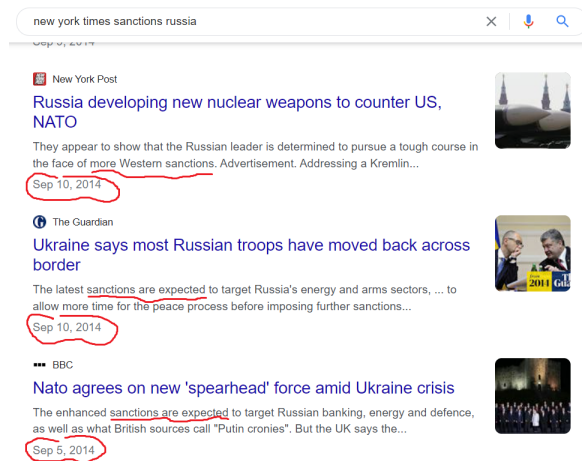 new york times sanctions russia
Sep 5, 2014
New York Post
Russia developing new nuclear weapons to counter US,
NATO
They appear to show that the Russian leader is determined to pursue a tough course in
the face of more Western sanctions. Advertisement. Addressing a Kremlin...
Sep 10, 2014
The Guardian
Ukraine says most Russian troops have moved back across
border
The latest sanctions are expected to target Russia's energy and arms sectors, ... to
allow more time for the peace process before imposing further sanctions...
2014 Gu
Sep 10, 2014
BBC
Nato agrees on new 'spearhead' force amid Ukraine crisis
The enhanced sanctions are expected to target Russian banking, energy and defence,
as well as what British sources call "Putin cronies". But the UK says the...
Sep 5, 2014